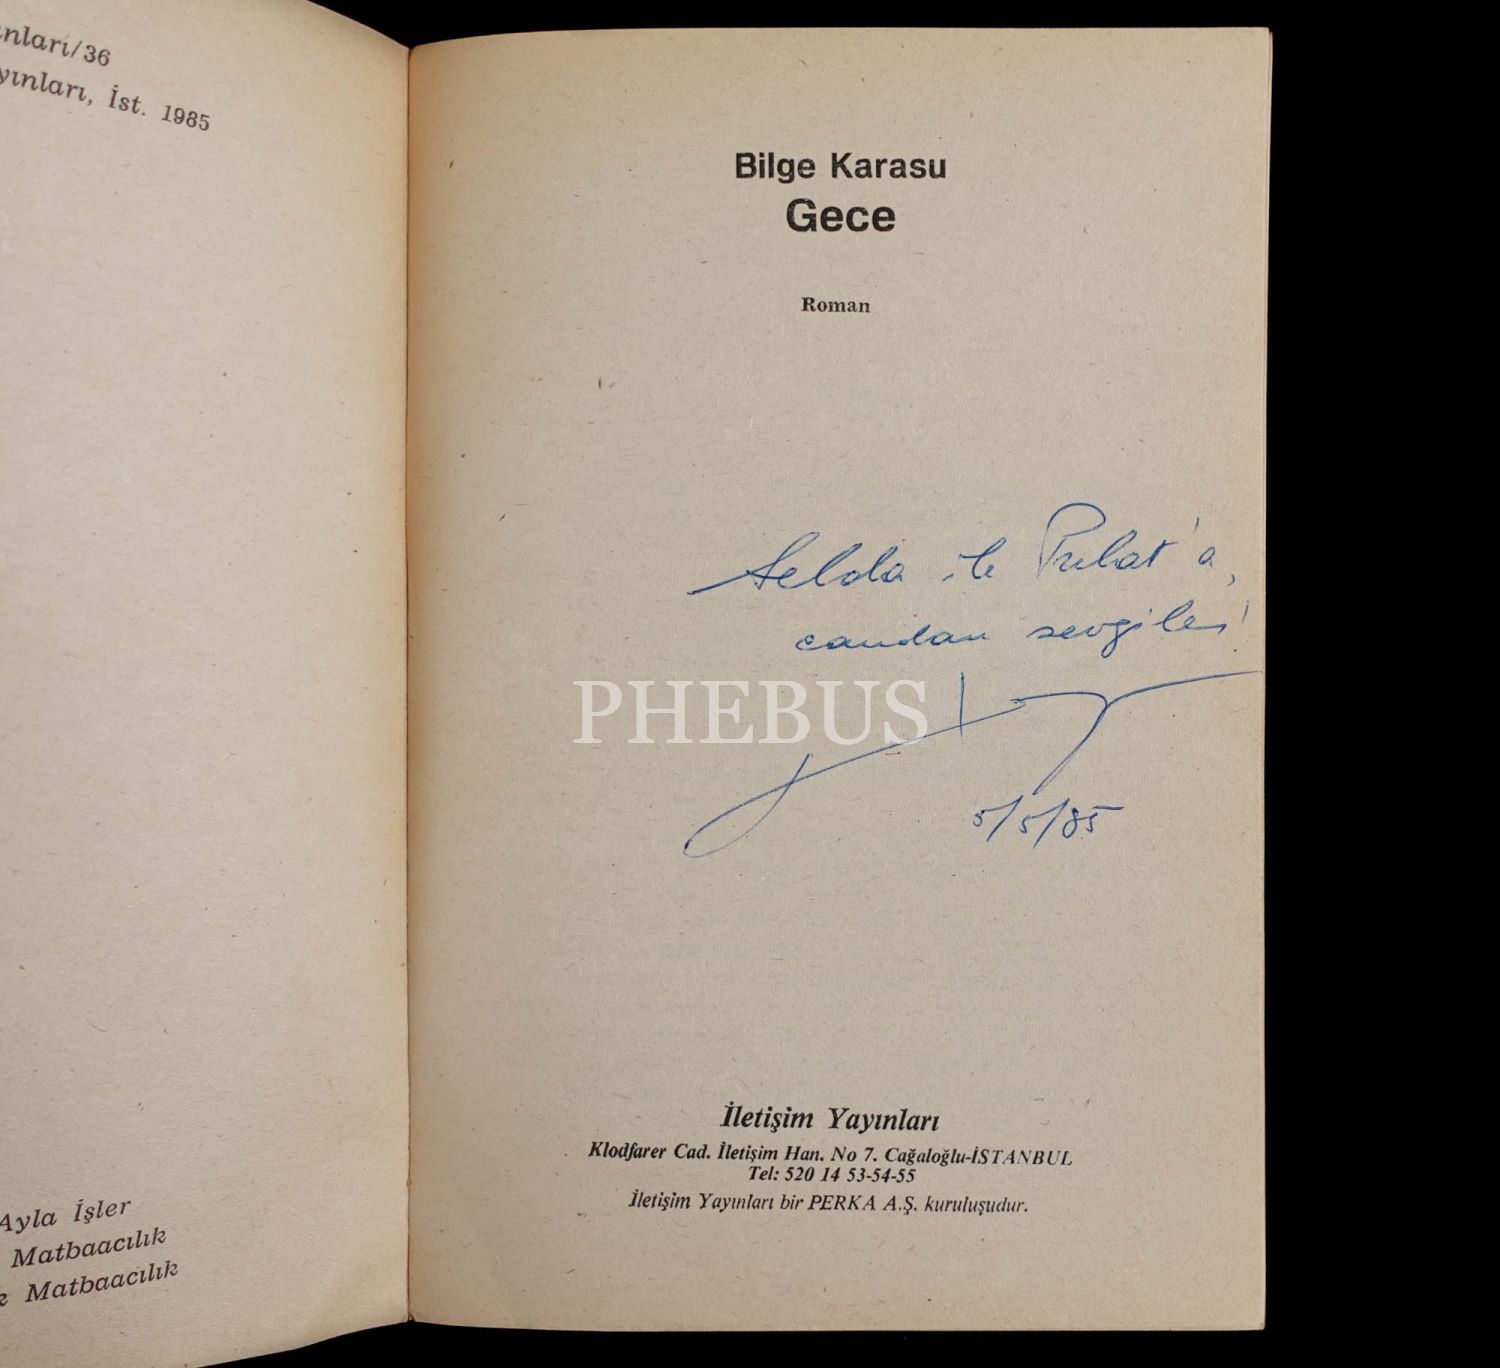 nları/36
yınları, İst. 1985
Ayla İşler
Matbaacılık
k Matbaacılık
Bilge Karasu
Gece
Roman
Selda ile 'a,
candan sevgiler!
PHEBUS
5/5/85
İletişim Yayınları
Klodfarer Cad. İletişim Han. No 7. Cağaloğlu-İSTANBUL
Tel: 520 14 53-54-55
İletişim Yayınları bir PERKA A.Ş. kuruluşudur.